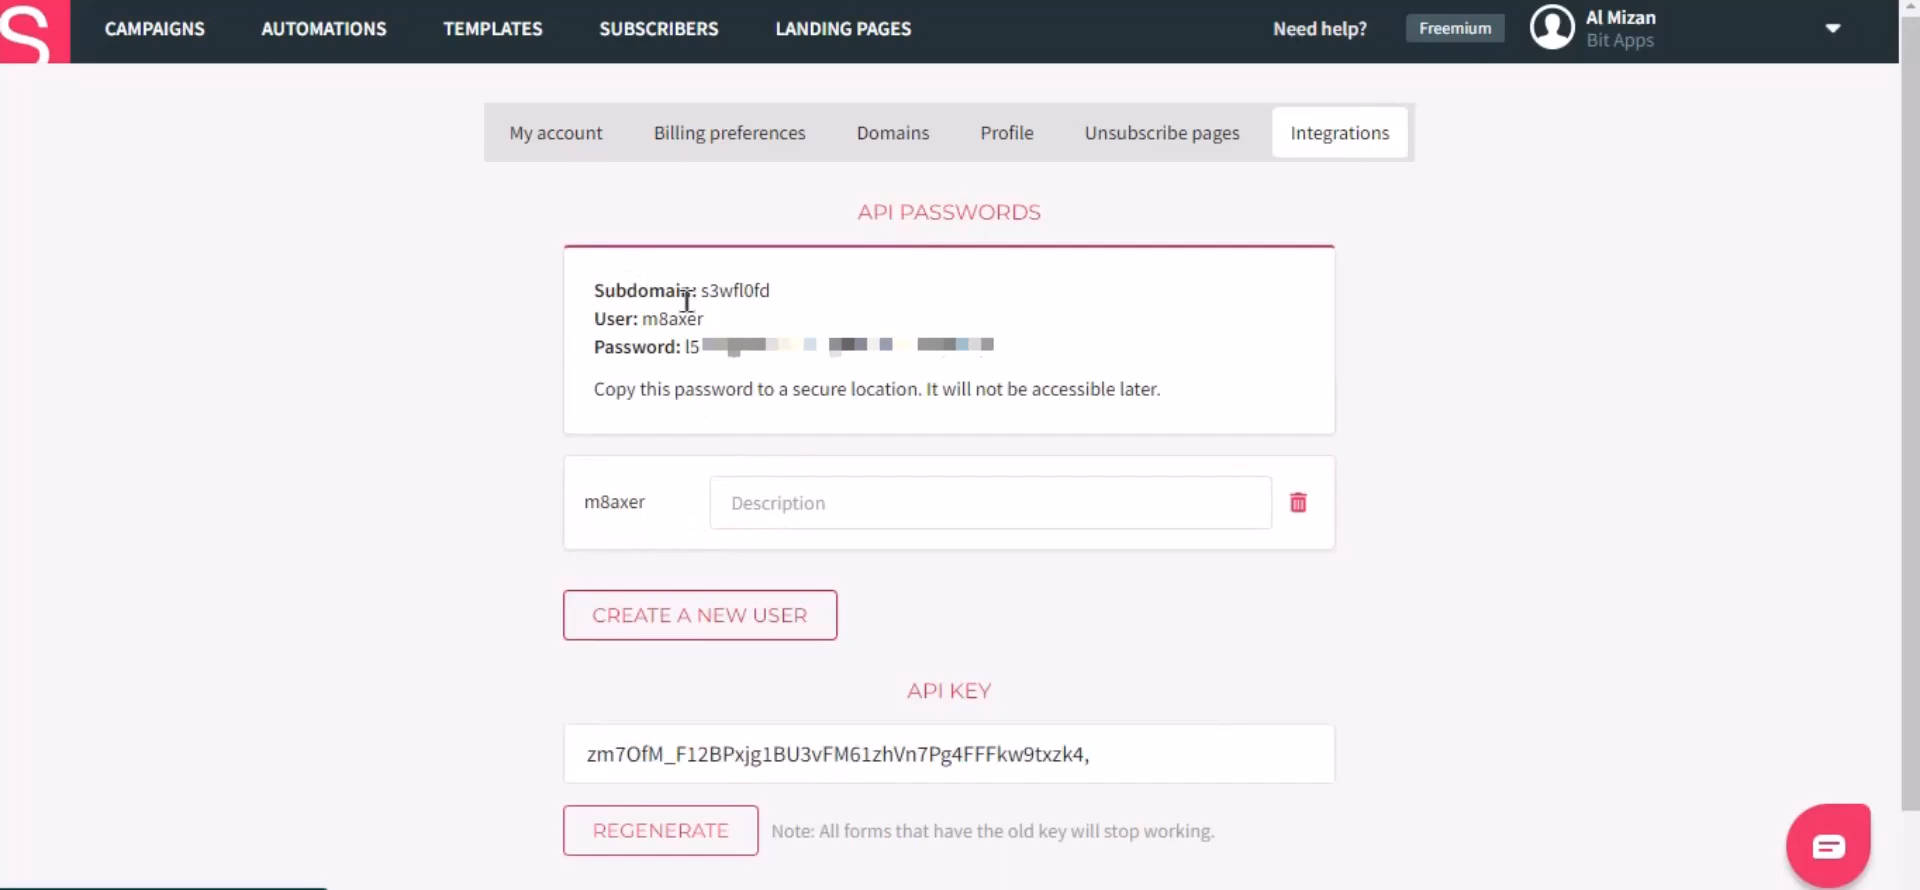 S CAMPAIGNS AUTOMATIONS TEMPLATES SUBSCRIBERS LANDING PAGES Need help? Freemium Al Mizan
Bit Apps
My account Billing preferences Domains Profile Unsubscribe pages Integrations
API PASSWORDS
Subdomain: s3wfl0fd
User: m8axer
Password: l5
Copy this password to a secure location. It will not be accessible later.
m8axer Description
CREATE A NEW USER
API KEY
zm7OfM_F12BPxjg1BU3vFM61zhVn7Pg4FFFkw9txzk4,
REGENERATE Note: All forms that have the old key will stop working.